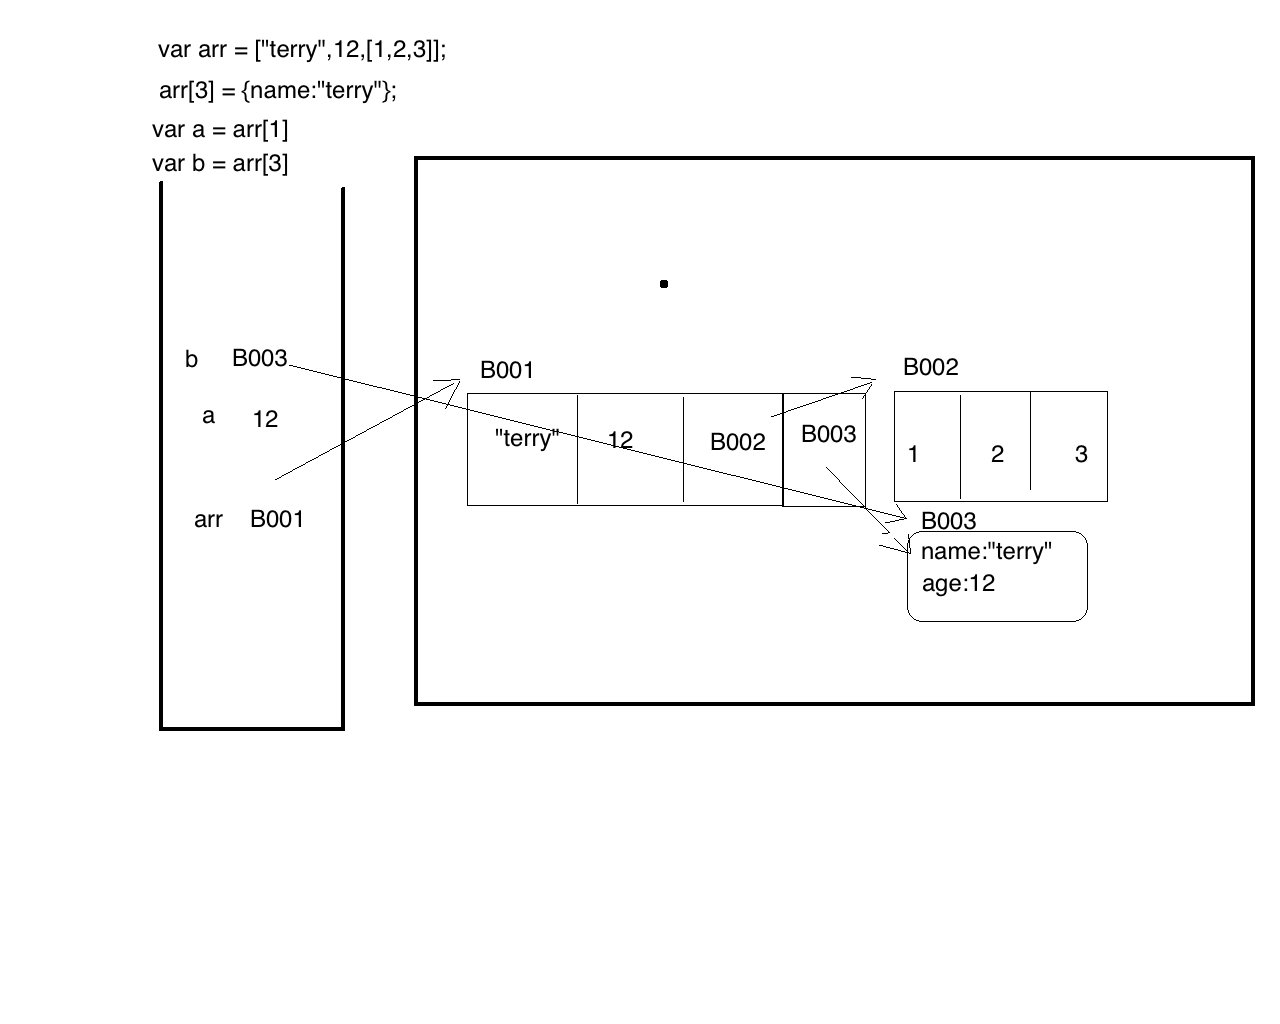 var arr = ["terry",12,[1,2,3]];
arr[3] = {name:"terry"};
var a = arr[1]
var b = arr[3]
b B003
a 12
arr B001
B001
"terry" 12 B002 B003
B002
1 2 3
B003
name:"terry"
age:12